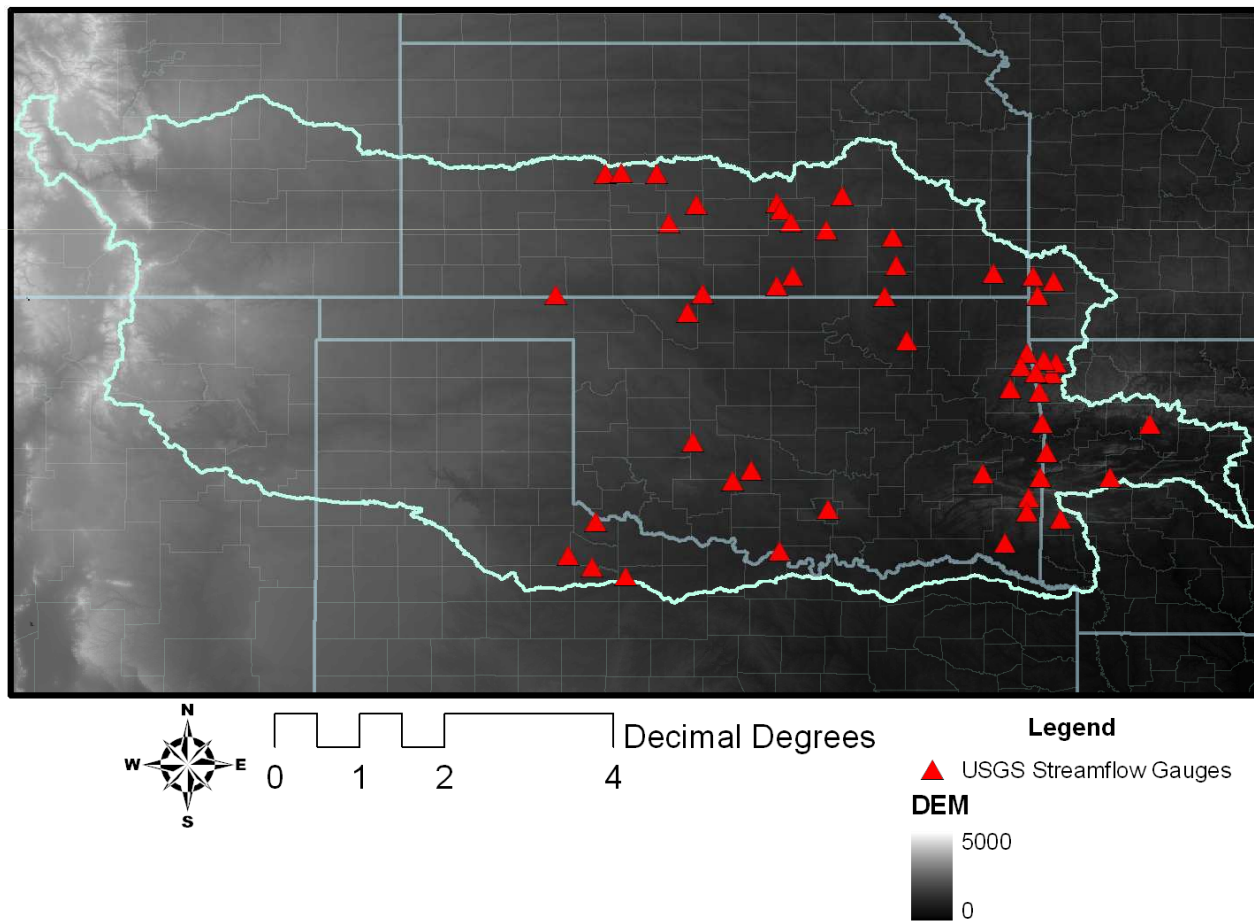 N
W E
S
0 1 2 4
Decimal Degrees
Legend
USGS Streamflow Gauges
DEM
5000
0